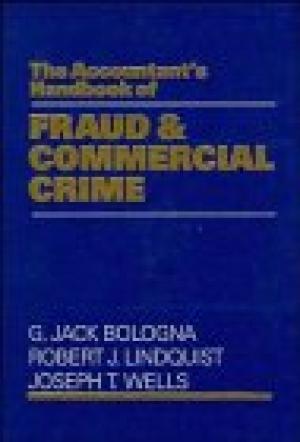 The Accountant's
Handbook of
FRAUD &
COMMERCIAL
CRIME
G. JACK BOLOGNA
ROBERT J. LINDQUIST
JOSEPH T. WELLS